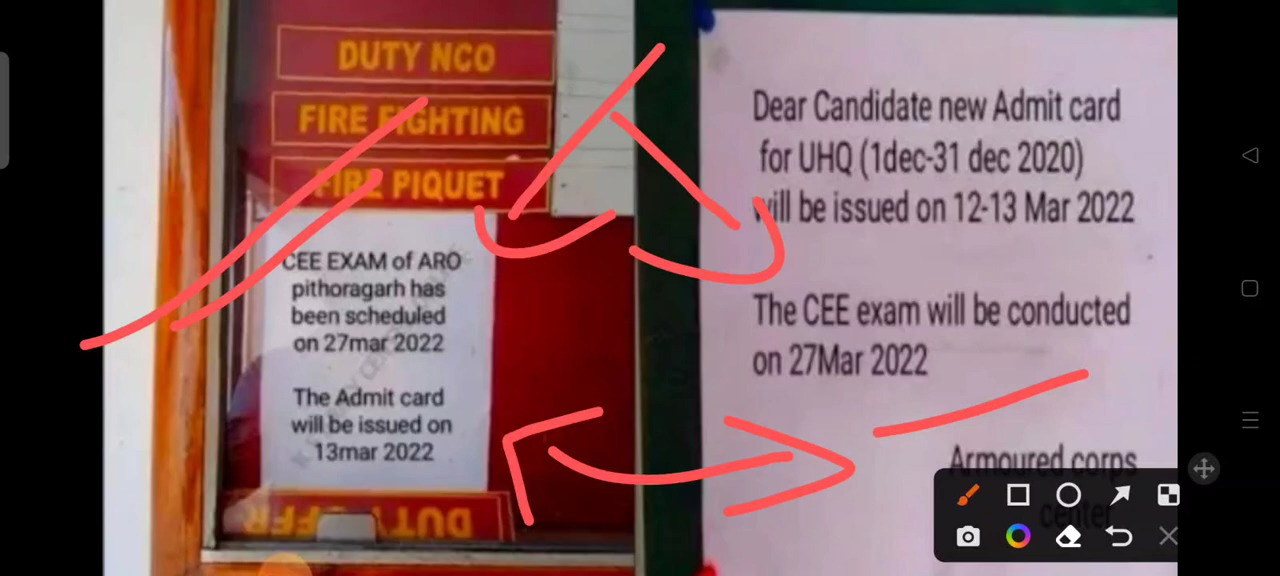 DUTY NCO
FIRE FIGHTING
FIRE PIQUET
CEE EXAM of ARO
pithoragarh has
been scheduled
on 27mar 2022
The Admit card
will be issued on
13mar 2022
Dear Candidate new Admit card
for UHQ (1dec-31 dec 2020)
will be issued on 12-13 Mar 2022
The CEE exam will be conducted
on 27Mar 2022
Armoured corps
center